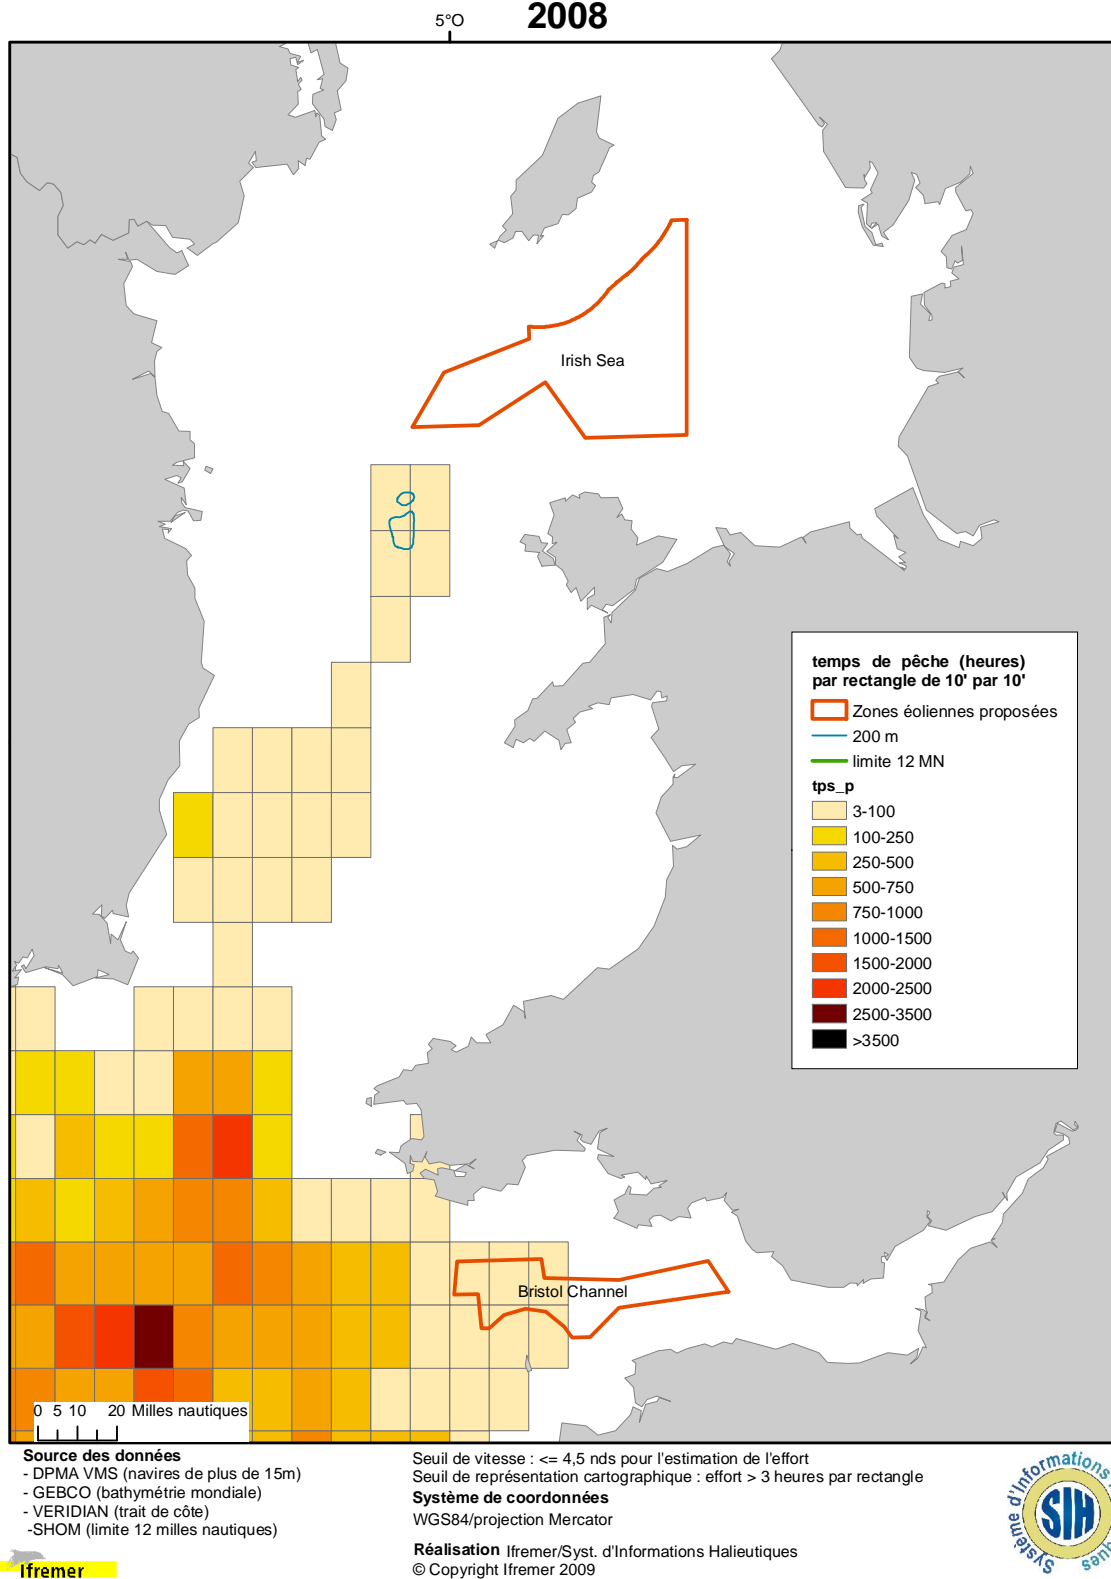 5°O
2008
Irish Sea
temps de pêche (heures)
par rectangle de 10' par 10'
Zones éoliennes proposées
200 m
limite 12 MN
tps_p
3-100
100-250
250-500
500-750
750-1000
1000-1500
1500-2000
2000-2500
2500-3500
>3500
Bristol Channel
0 5 10 20 Milles nautiques
Source des données
- DPMA VMS (navires de plus de 15m)
- GEBCO (bathymétrie mondiale)
- VERIDIAN (trait de côte)
-SHOM (limite 12 milles nautiques)
Ifremer
Seuil de vitesse : <= 4,5 nds pour l'estimation de l'effort
Seuil de représentation cartographique : effort > 3 heures par rectangle
Système de coordonnées
WGS84/projection Mercator
Réalisation Ifremer/Syst. d'Informations Halieutiques
© Copyright Ifremer 2009
Système d'Informations
SIH